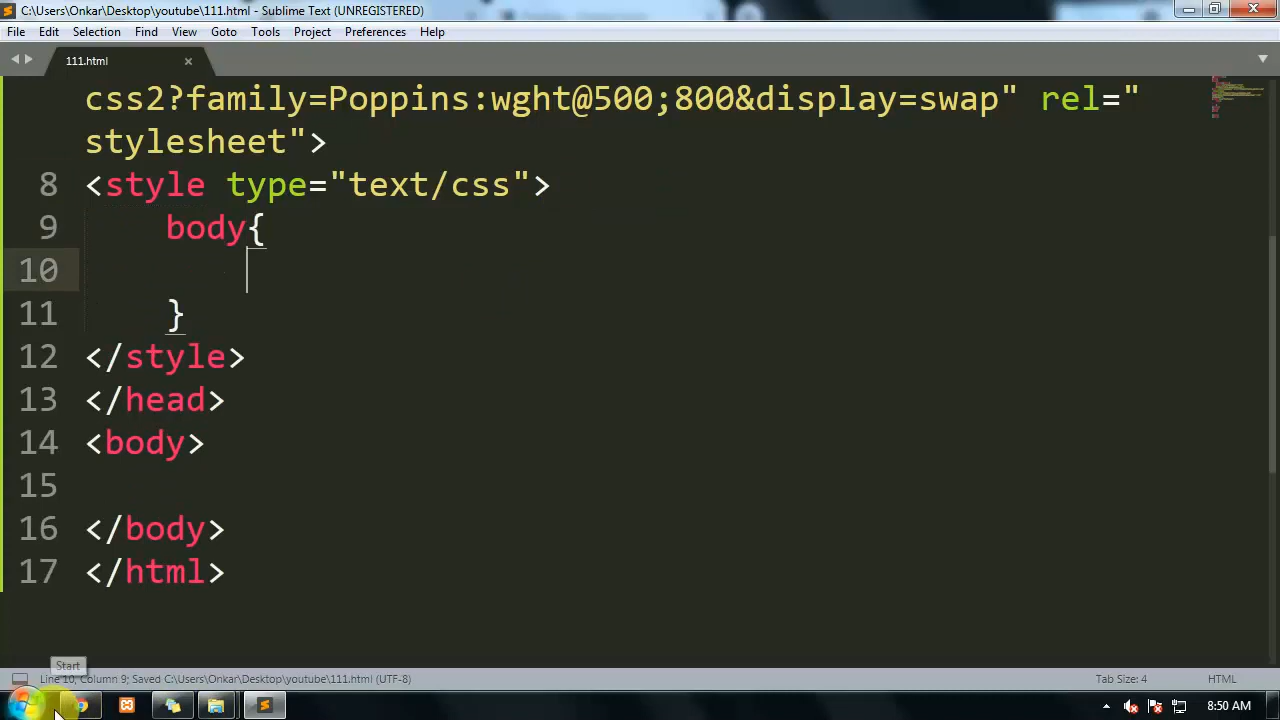 C:\Users\Onkar\Desktop\youtube\111.html - Sublime Text (UNREGISTERED)
File Edit Selection Find View Goto Tools Project Preferences Help
111.html
css2?family=Poppins:wght@500;800&display=swap" rel="
stylesheet">
8 <style type="text/css">
9 body{
10
11 }
12 </style>
13 </head>
14 <body>
15
16 </body>
17 </html>
Start
Line 10, Column 9; Saved C:\Users\Onkar\Desktop\youtube\111.html (UTF-8) Tab Size: 4 HTML
8:50 AM